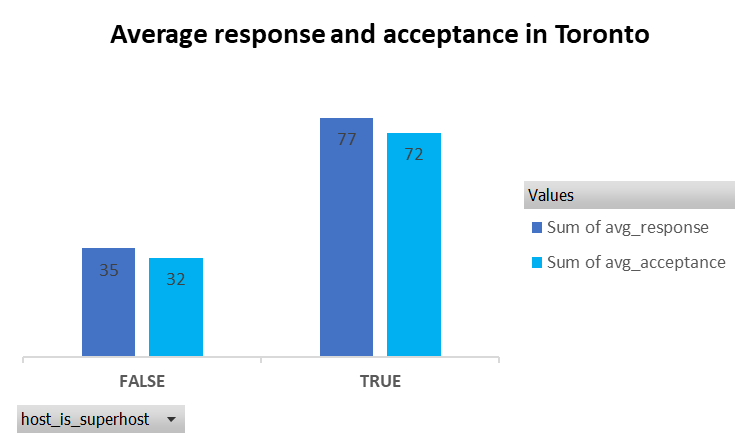 Average response and acceptance in Toronto
77
72
35
32
FALSE
TRUE
Values
Sum of avg_response
Sum of avg_acceptance
host_is_superhost